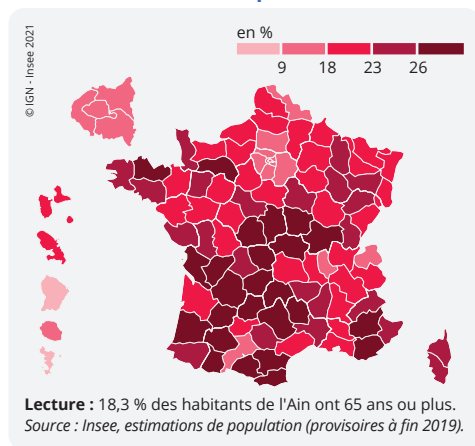 en %
9 18 23 26
© IGN - Insee 2021
Lecture : 18,3 % des habitants de l'Ain ont 65 ans ou plus.
Source : Insee, estimations de population (provisoires à fin 2019).